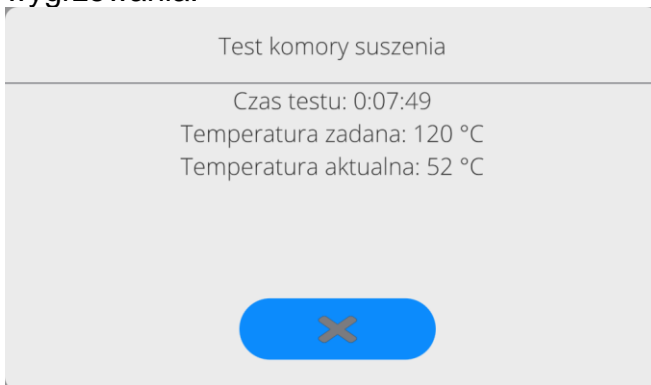 Test komory suszenia
Czas testu: 0:07:49
Temperatura zadana: 120 °C
Temperatura aktualna: 52 °C